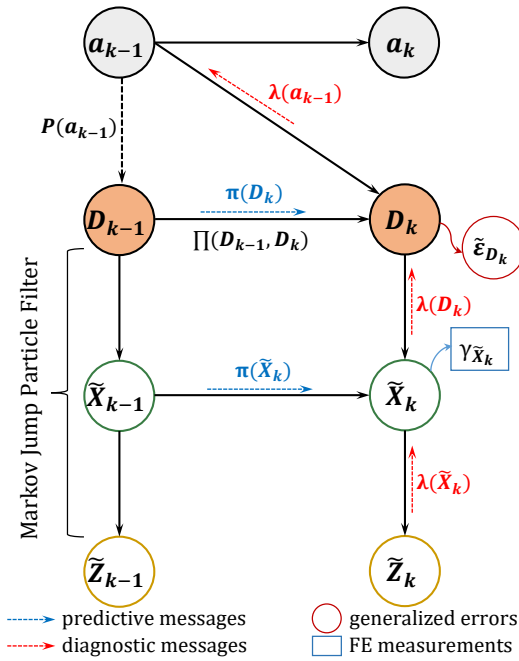 a_{k-1} a_k
λ(a_{k-1})
P(a_{k-1})
π(D_k)
D_{k-1} D_k
∏(D_{k-1}, D_k) ε̃_{D_k}
Markov Jump Particle Filter
λ(D_k)
γ_{X̃_k}
π(X̃_k)
X̃_{k-1} X̃_k
λ(X̃_k)
Z̃_{k-1} Z̃_k
predictive messages generalized errors
diagnostic messages FE measurements